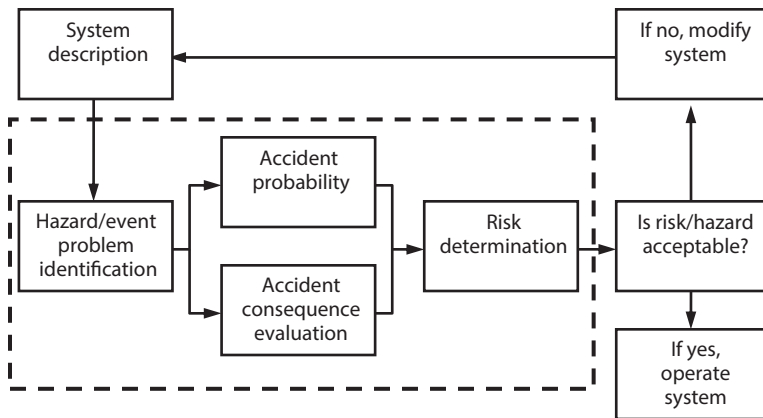 System
description
If no, modify
system
Accident
probability
Hazard/event
problem
identification
Risk
determination
Is risk/hazard
acceptable?
Accident
consequence
evaluation
If yes,
operate
system